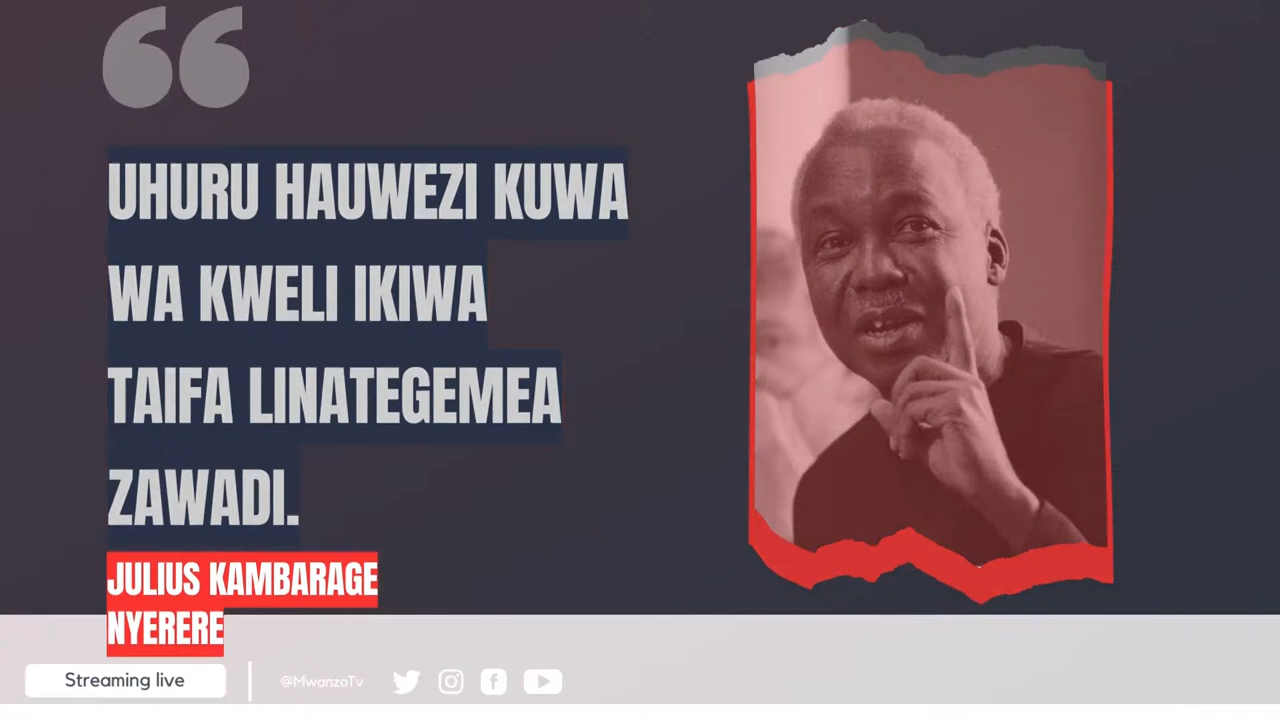 UHURU HAUWEZI KUWA
WA KWELI IKIWA
TAIFA LINATEGEMEA
ZAWADI.
JULIUS KAMBARAGE
NYERERE
Streaming live
@MwanzoTv